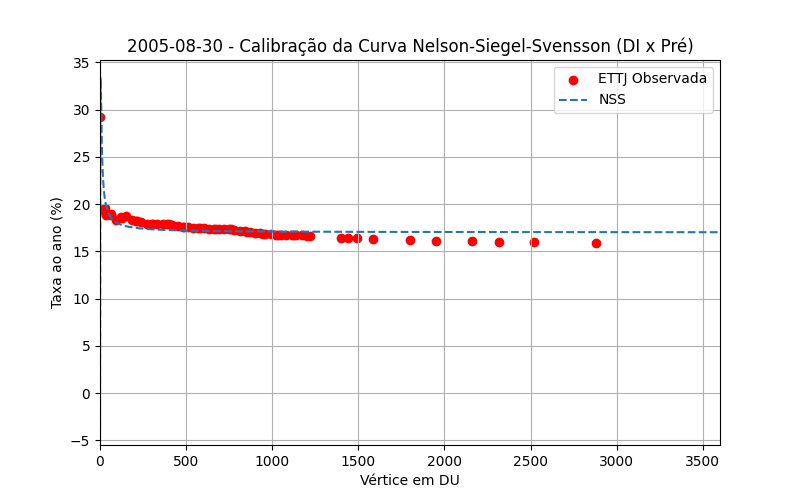 2005-08-30 - Calibração da Curva Nelson-Siegel-Svensson (DI x Pré)
ETTJ Observada
NSS
Taxa ao ano (%)
35
30
25
20
15
10
5
0
−5
0 500 1000 1500 2000 2500 3000 3500
Vértice em DU